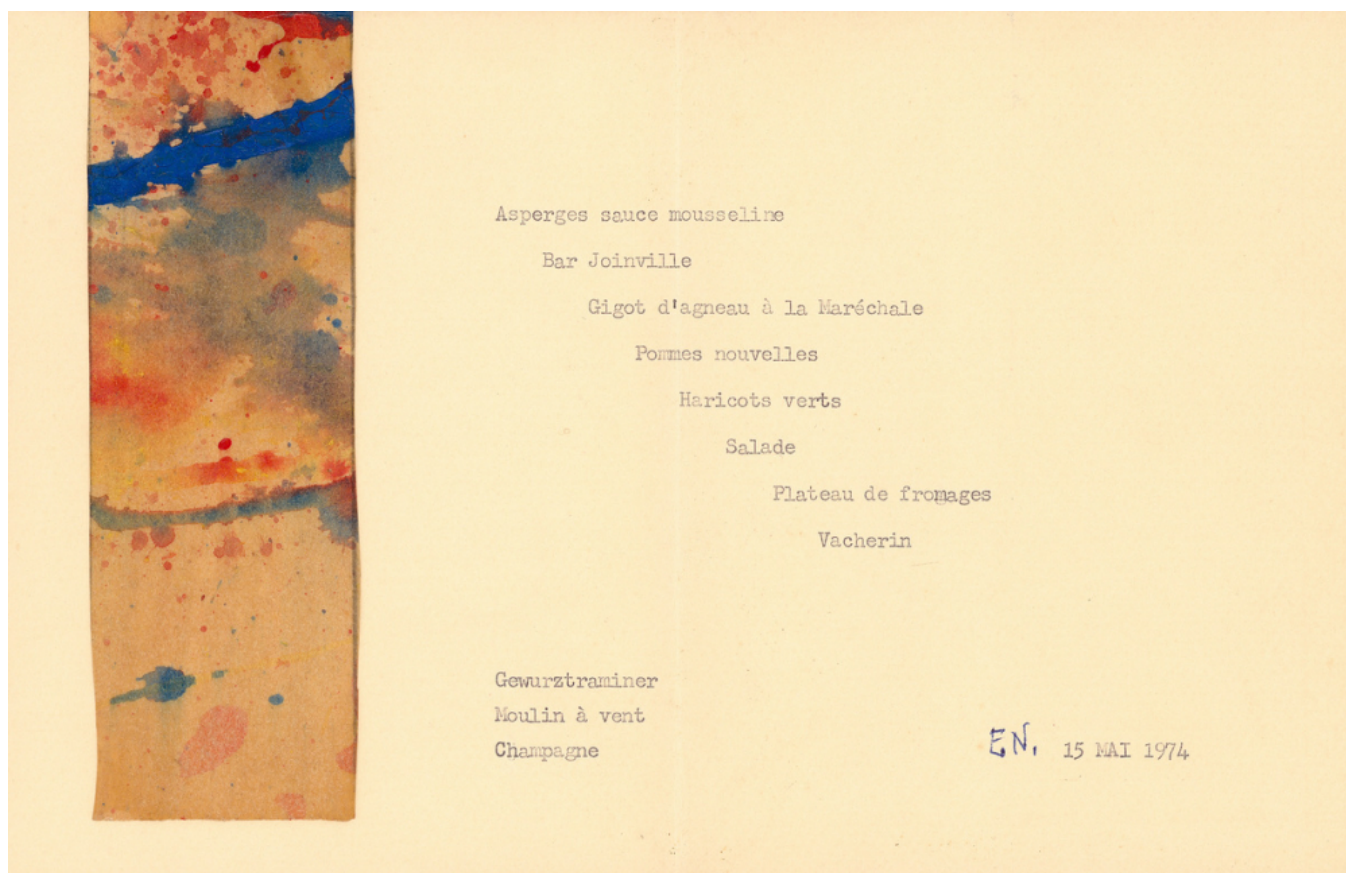 Asperges sauce mousseline
Bar Joinville
Gigot d'agneau à la Maréchale
Pommes nouvelles
Haricots verts
Salade
Plateau de fromages
Vacherin
Gewurztraminer
Moulin à vent
Champagne
EN. 15 MAI 1974